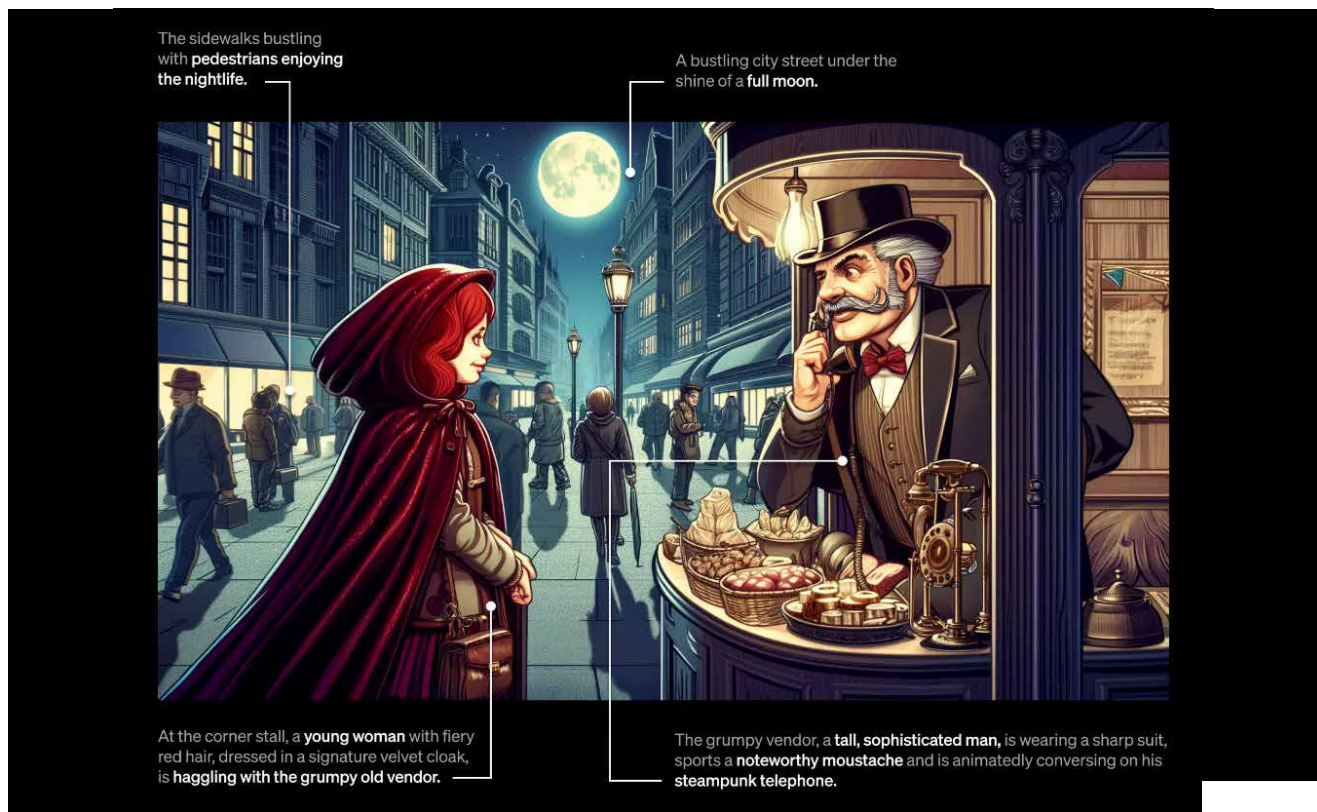 The sidewalks bustling
with pedestrians enjoying
the nightlife.
A bustling city street under the
shine of a full moon.
At the corner stall, a young woman with fiery
red hair, dressed in a signature velvet cloak,
is haggling with the grumpy old vendor.
The grumpy vendor, a tall, sophisticated man, is wearing a sharp suit,
sports a noteworthy moustache and is animatedly conversing on his
steampunk telephone.